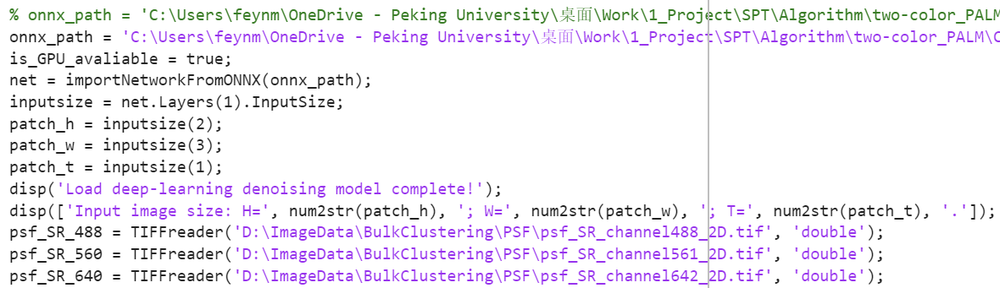 % onnx_path = 'C:\Users\feynm\OneDrive - Peking University\桌面\Work\1_Project\SPT\Algorithm\two-color_PALM
onnx_path = 'C:\Users\feynm\OneDrive - Peking University\桌面\Work\1_Project\SPT\Algorithm\two-color_PALM\C
is_GPU_avaliable = true;
net = importNetworkFromONNX(onnx_path);
inputsize = net.Layers(1).InputSize;
patch_h = inputsize(2);
patch_w = inputsize(3);
patch_t = inputsize(1);
disp('Load deep-learning denoising model complete!');
disp(['Input image size: H=', num2str(patch_h), '; W=', num2str(patch_w), '; T=', num2str(patch_t), '.']);
psf_SR_488 = TIFFreader('D:\ImageData\BulkClustering\PSF\psf_SR_channel488_2D.tif', 'double');
psf_SR_560 = TIFFreader('D:\ImageData\BulkClustering\PSF\psf_SR_channel561_2D.tif', 'double');
psf_SR_640 = TIFFreader('D:\ImageData\BulkClustering\PSF\psf_SR_channel642_2D.tif', 'double');